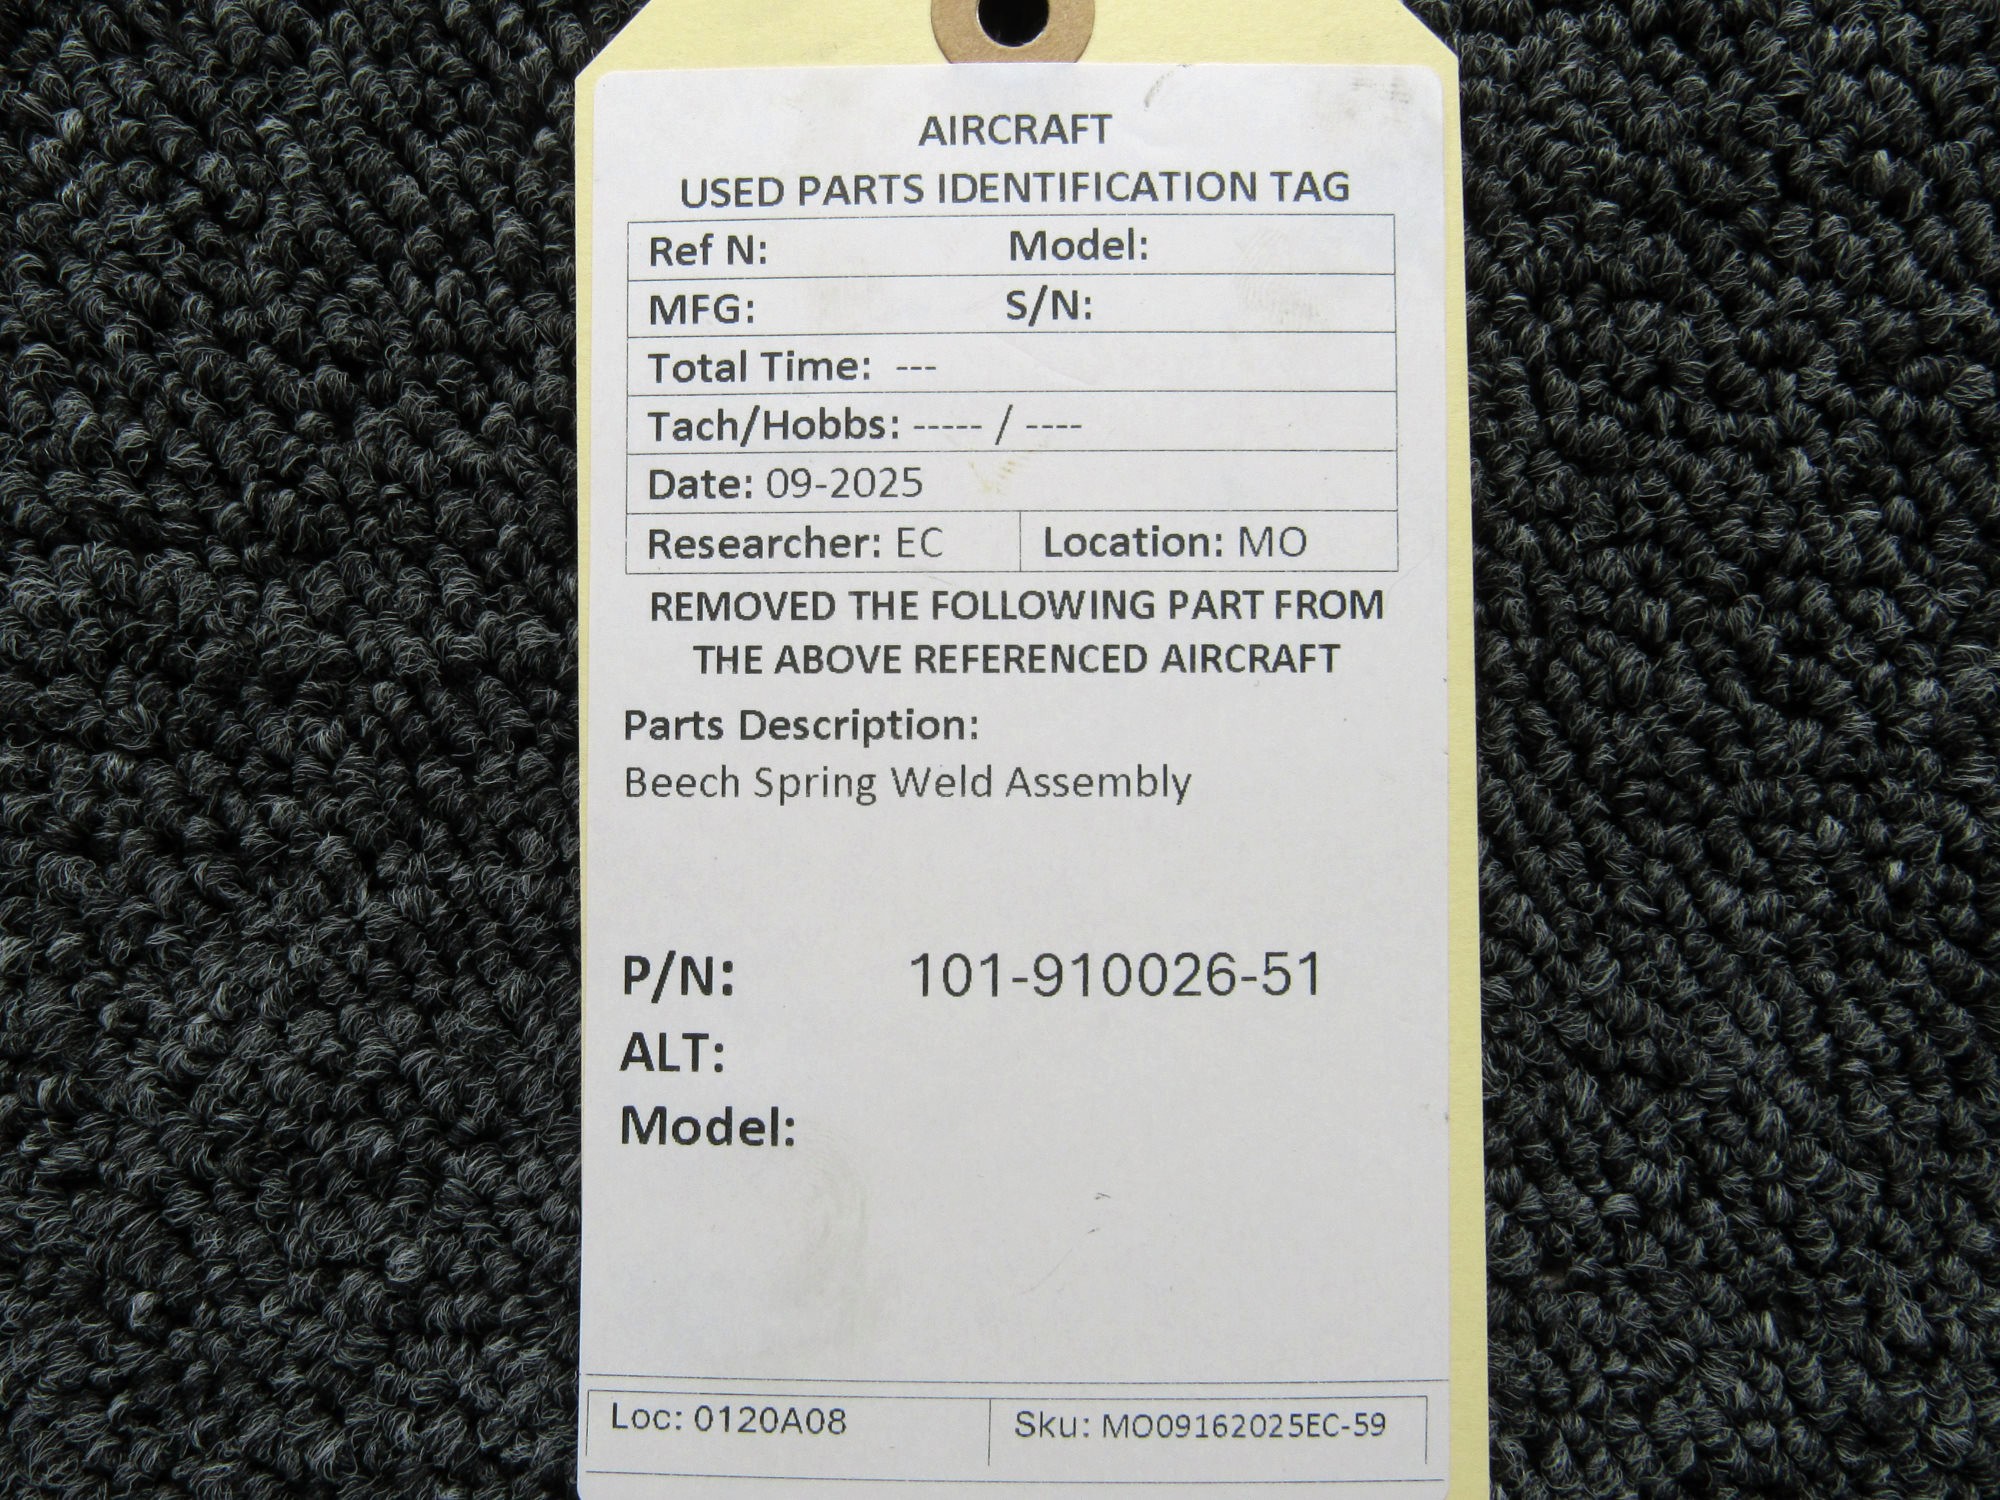 AIRCRAFT
USED PARTS IDENTIFICATION TAG
Ref N: Model:
MFG: S/N:
Total Time: ---
Tach/Hobbs: ----- / ----
Date: 09-2025
Researcher: EC Location: MO
REMOVED THE FOLLOWING PART FROM
THE ABOVE REFERENCED AIRCRAFT
Parts Description:
Beech Spring Weld Assembly
P/N: 101-910026-51
ALT:
Model:
Loc: 0120A08 Sku: MO09162025EC-59